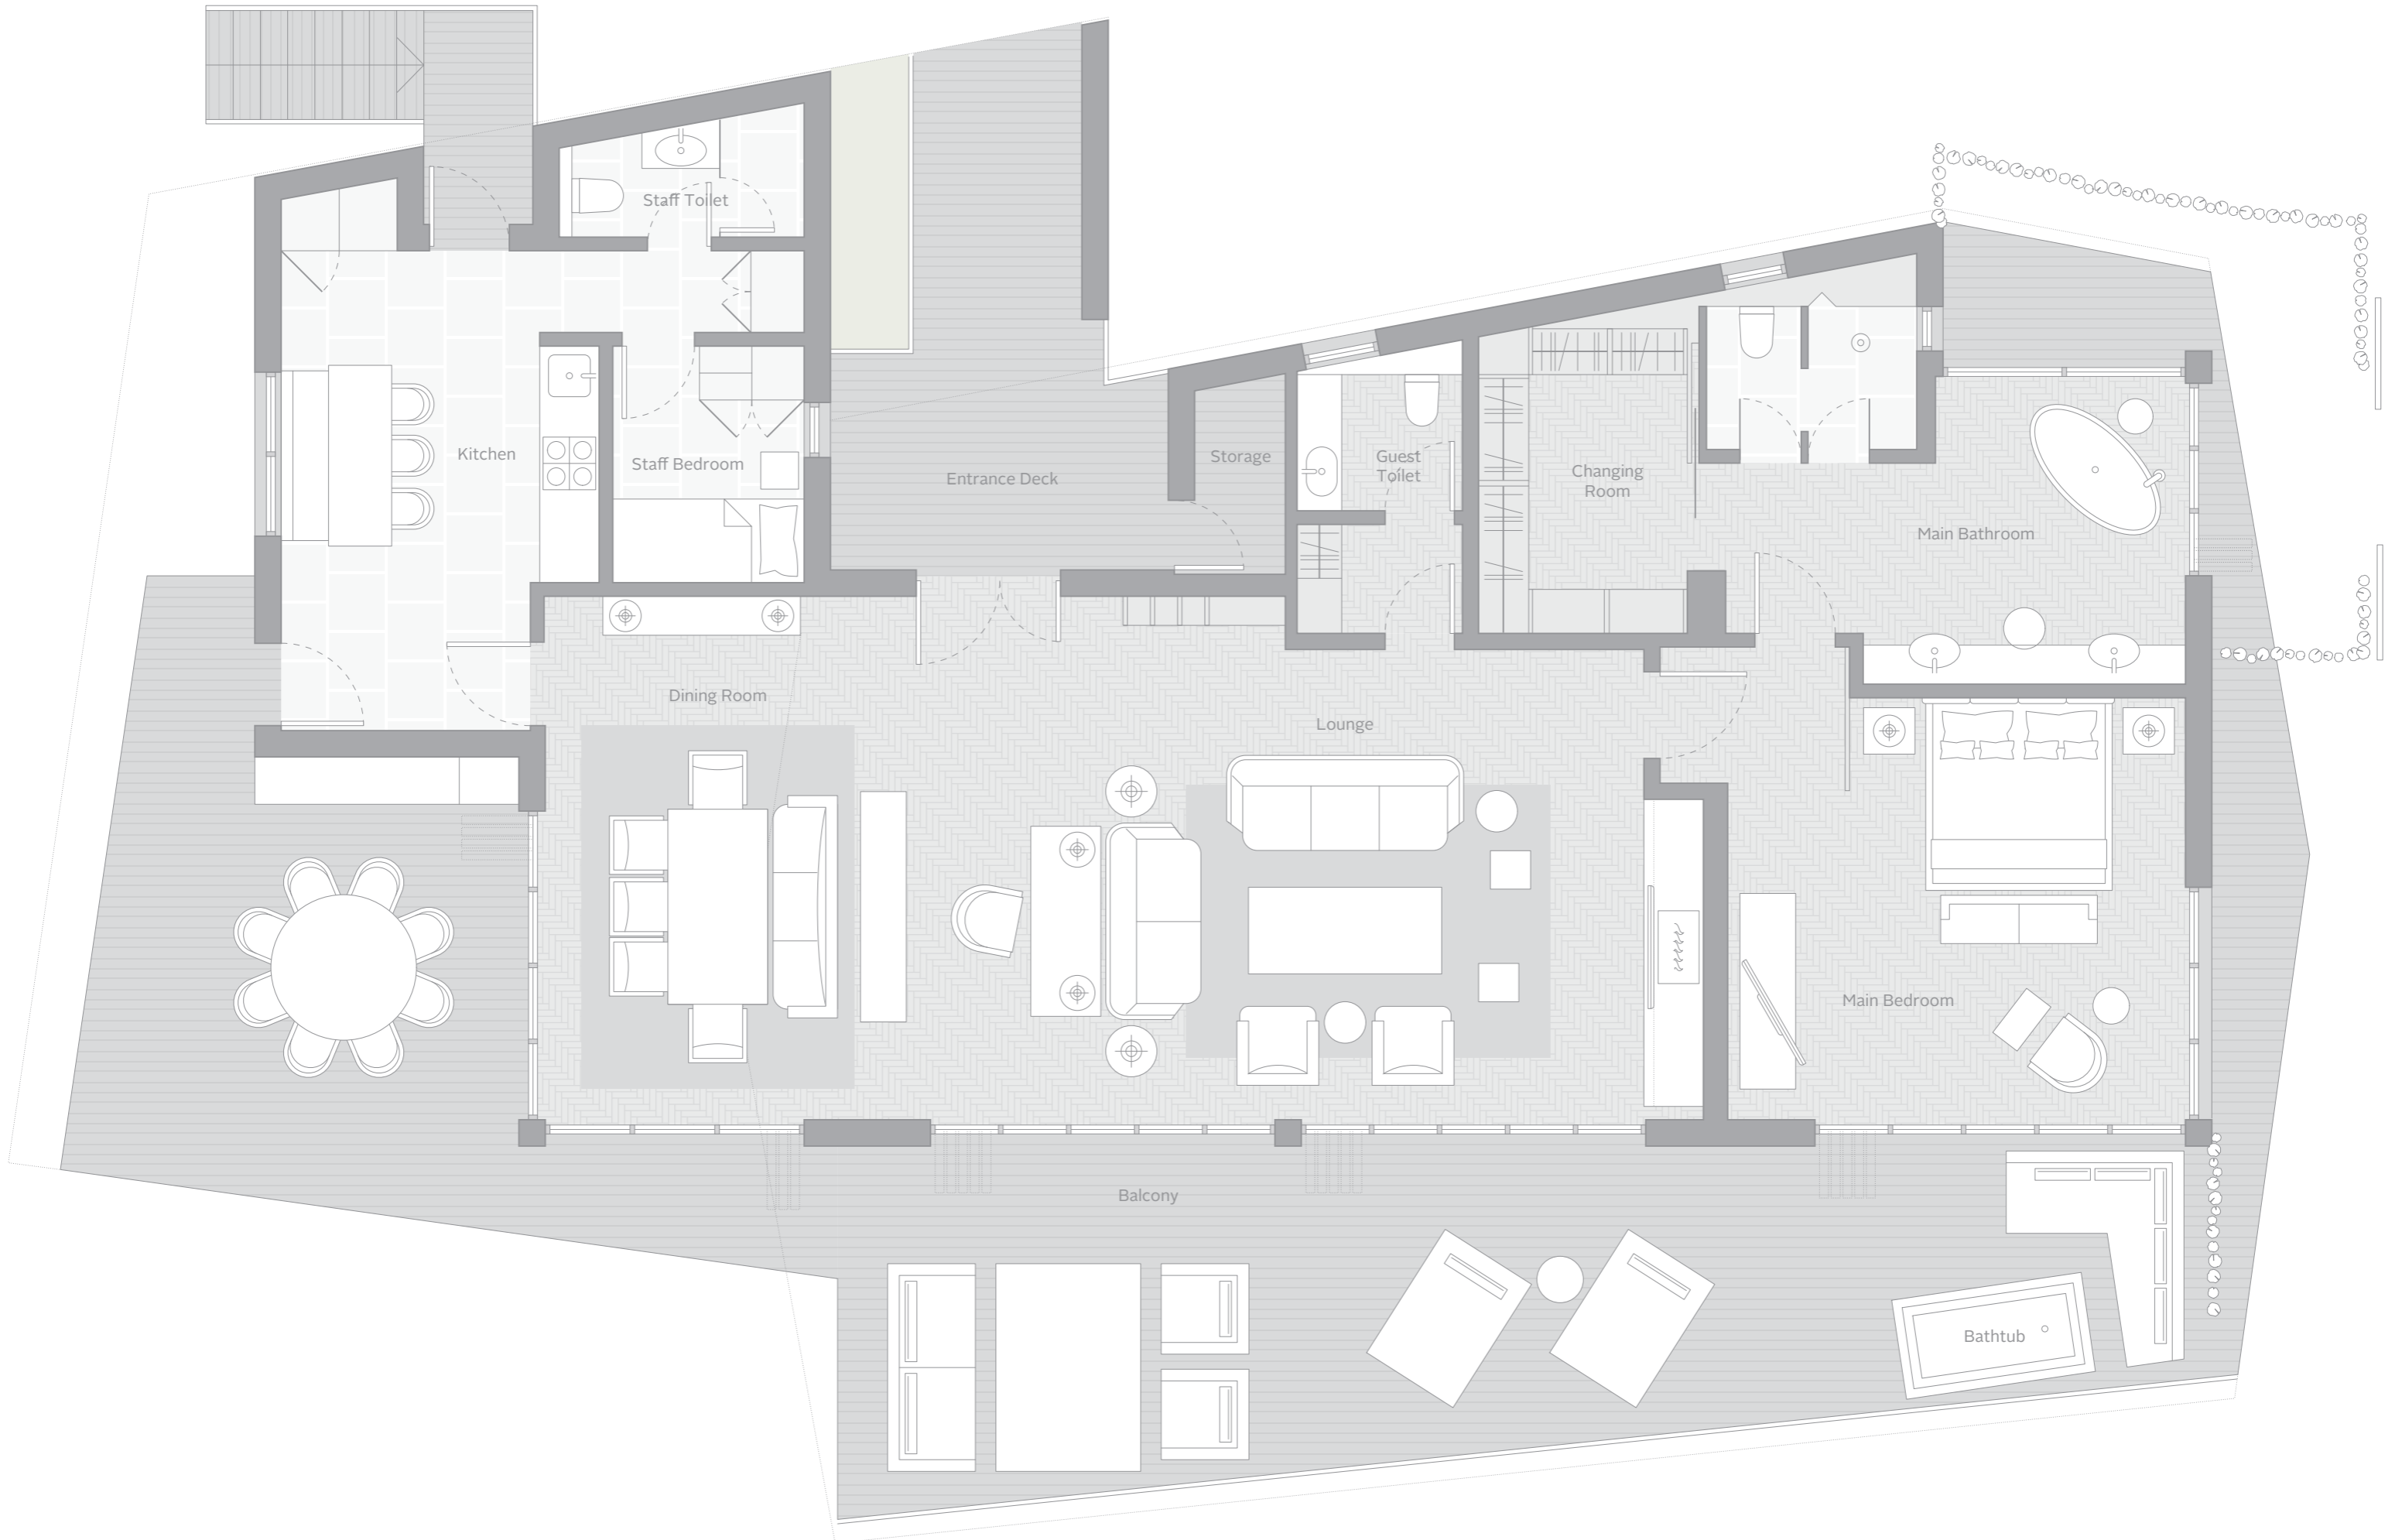 Staff Toilet
Kitchen
Staff Bedroom
Entrance Deck
Storage
Guest
Toilet
Changing
Room
Main Bathroom
Dining Room
Lounge
Main Bedroom
Balcony
Bathtub